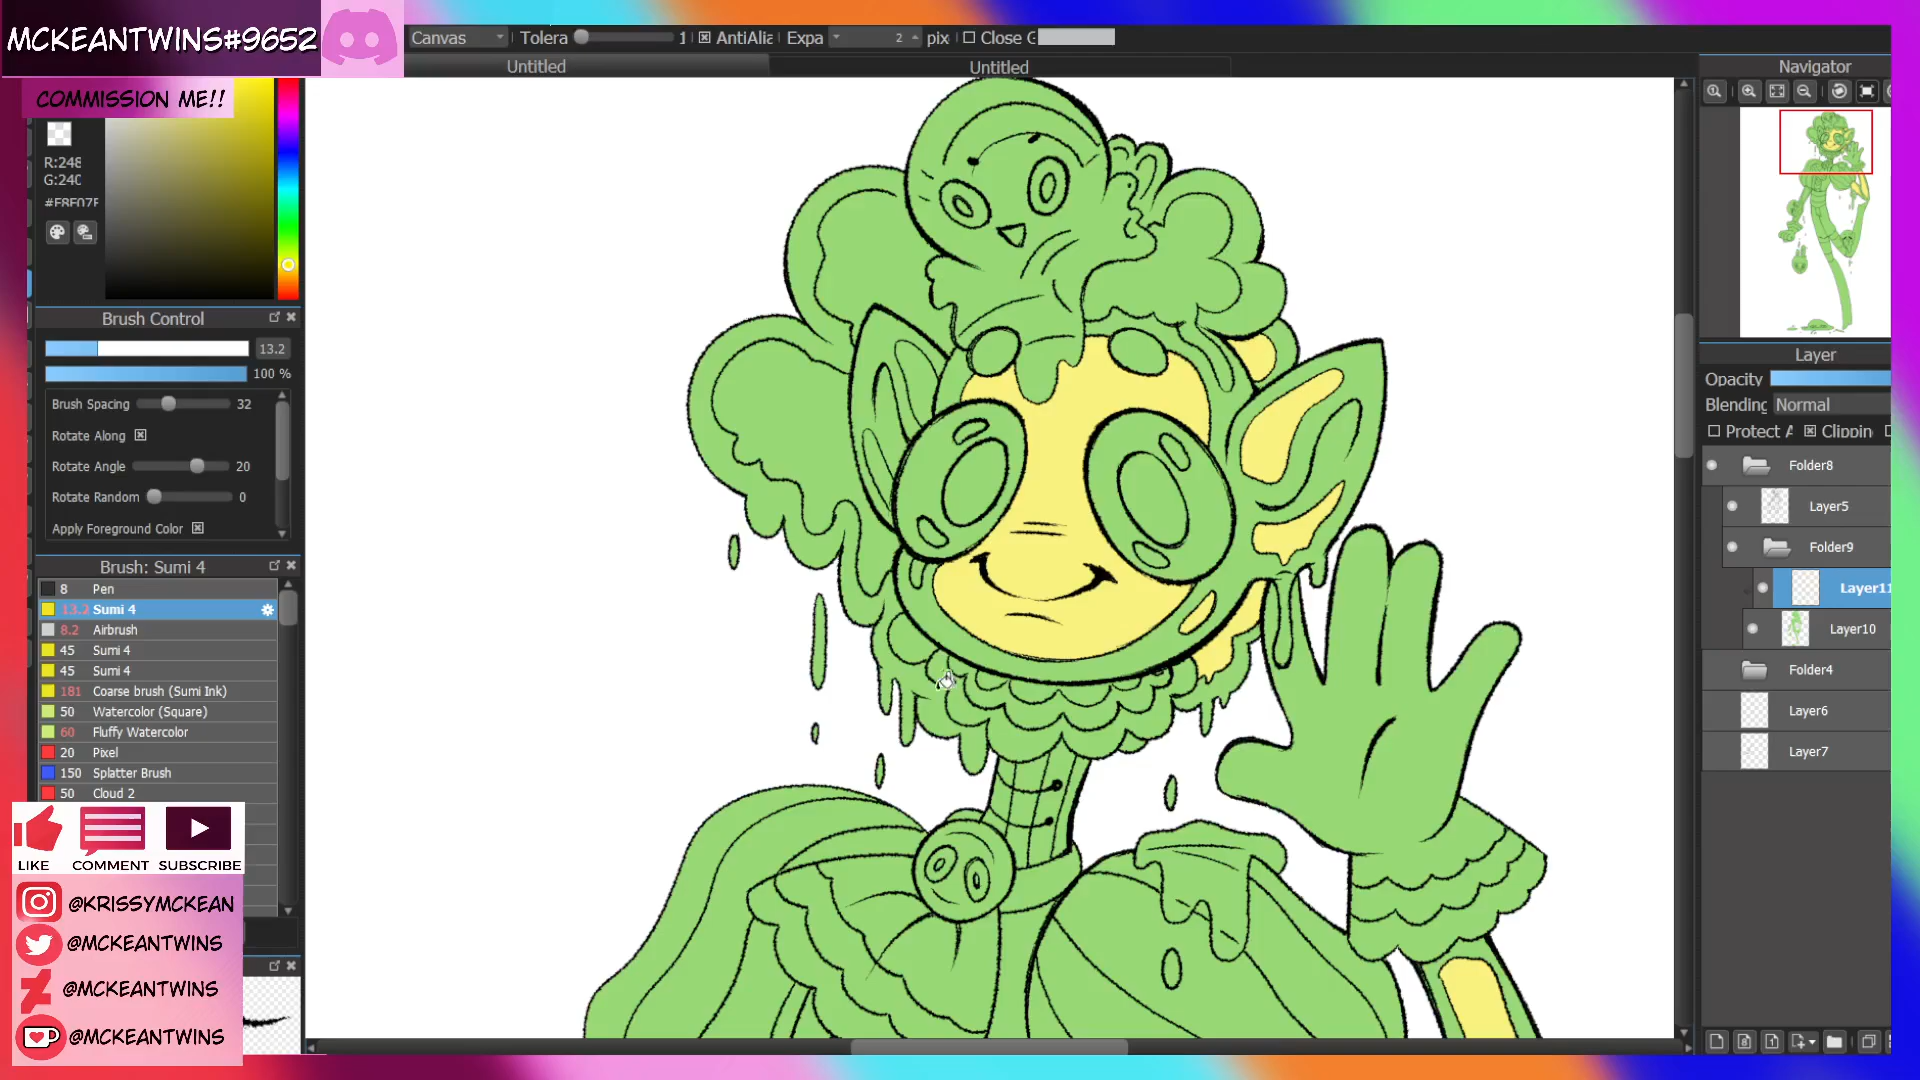 MCKEANTWINS#9652
COMMISSION ME!!
Canvas Tolera 1 AntiAlia Expa 2 pix Close G
Untitled Untitled
R:248
G:240
Brush Control
13.2
100 %
Brush Spacing 32
Rotate Along
Rotate Angle 20
Rotate Random 0
Apply Foreground Color
Brush: Sumi 4
8 Pen
13.2 Sumi 4
8.2 Airbrush
45 Sumi 4
45 Sumi 4
181 Coarse brush (Sumi Ink)
50 Watercolor (Square)
60 Fluffy Watercolor
20 Pixel
150 Splatter Brush
50 Cloud 2
LIKE COMMENT SUBSCRIBE
@KRISSYMCKEAN
@MCKEANTWINS
@MCKEANTWINS
@MCKEANTWINS
Navigator
Layer
Opacity
Blending Normal
Protect A Clippin
Folder8
Layer5
Folder9
Layer11
Layer10
Folder4
Layer6
Layer7